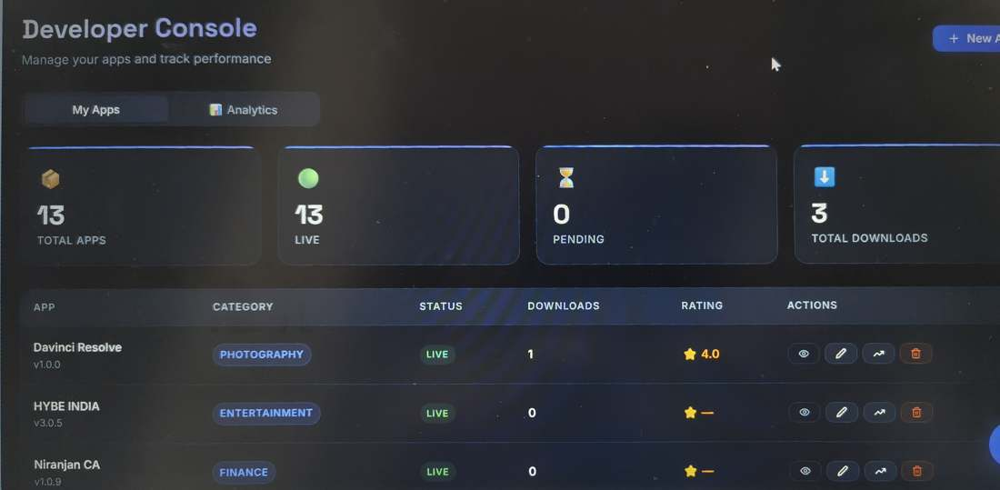 Developer Console
Manage your apps and track performance
+ New
My Apps
Analytics
13
TOTAL APPS
13
LIVE
0
PENDING
3
TOTAL DOWNLOADS
APP CATEGORY STATUS DOWNLOADS RATING ACTIONS
Davinci Resolve PHOTOGRAPHY LIVE 1 4.0
v1.0.0
HYBE INDIA ENTERTAINMENT LIVE 0 —
v3.0.5
Niranjan CA FINANCE LIVE 0 —
v1.0.9